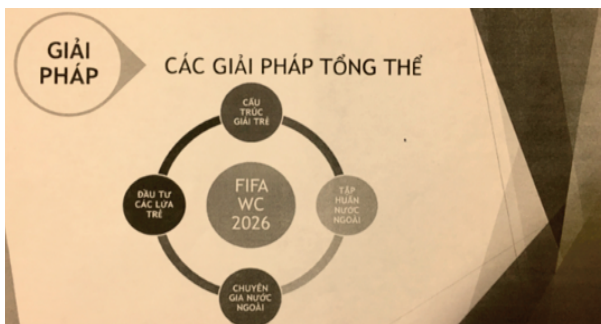 GIẢI
PHÁP
CÁC GIẢI PHÁP TỔNG THỂ
CẤU
TRÚC
GIẢI TRẺ
ĐẦU TƯ
CÁC LỨA
TRẺ
FIFA
WC
2026
TẬP
HUẤN
NƯỚC
NGOÀI
CHUYÊN
GIA NƯỚC
NGOÀI